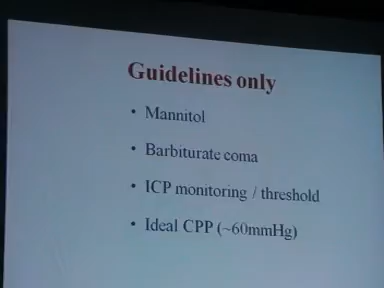 Guidelines only
• Mannitol
• Barbiturate coma
• ICP monitoring / threshold
• Ideal CPP (~60mmHg)